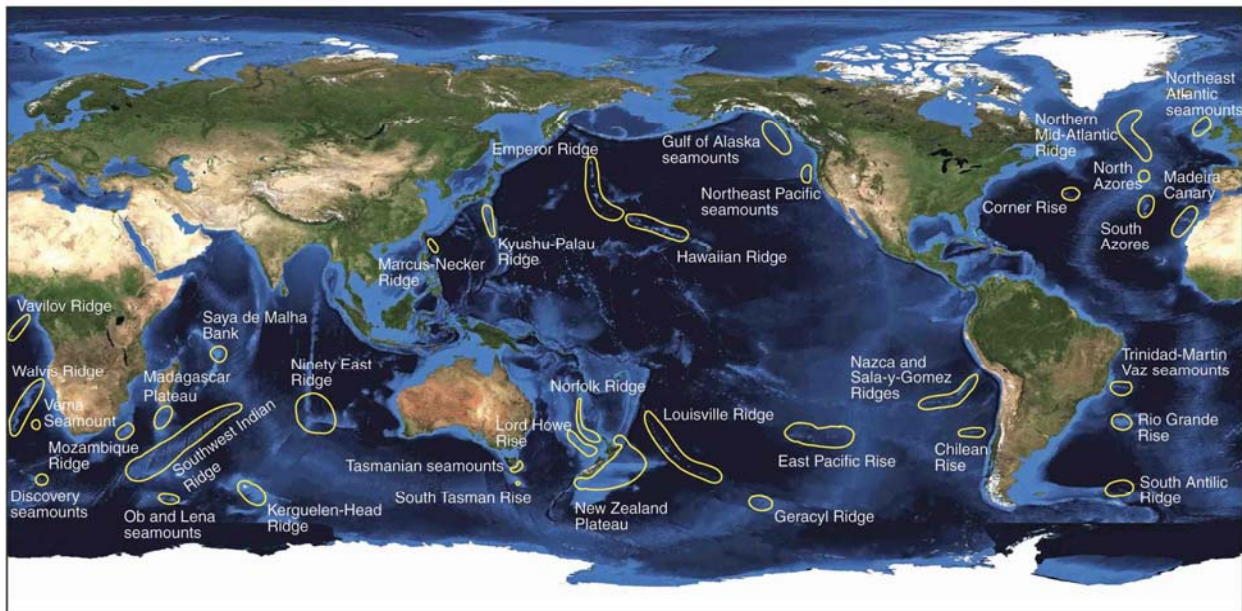 Northeast
Atlantic
seamounts
Northern
Mid-Atlantic
Ridge
Emperor Ridge
Gulf of Alaska
seamounts
North
Azores
Madeira
Canary
Northeast Pacific
seamounts
Corner Rise
South
Azores
Kyushu-Palau
Ridge
Marcus-Necker
Ridge
Hawaiian Ridge
Vavilov Ridge
Saya de Malha
Bank
Walvis Ridge
Madagascar
Plateau
Ninety East
Ridge
Norfolk Ridge
Nazca and
Sala-y-Gomez
Ridges
Trinidad-Martin
Vaz seamounts
Verna
Seamount
Louisville Ridge
Lord Howe
Rise
Rio Grande
Rise
Mozambique
Ridge
Southwest Indian
Ridge
East Pacific Rise
Chilean
Rise
Tasmanian seamounts
South Tasman Rise
Discovery
seamounts
Ob and Lena
seamounts
Kerguelen-Head
Ridge
New Zealand
Plateau
Geracyl Ridge
South Antilic
Ridge